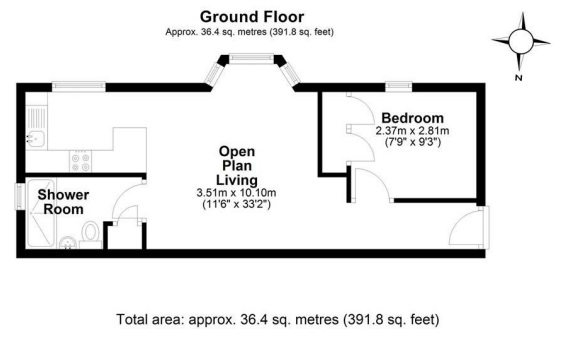 Ground Floor
Approx. 36.4 sq. metres (391.8 sq. feet)
N
Bedroom
2.37m x 2.81m
(7'9" x 9'3")
Open
Plan
Living
3.51m x 10.10m
(11'6" x 33'2")
Shower
Room
Total area: approx. 36.4 sq. metres (391.8 sq. feet)